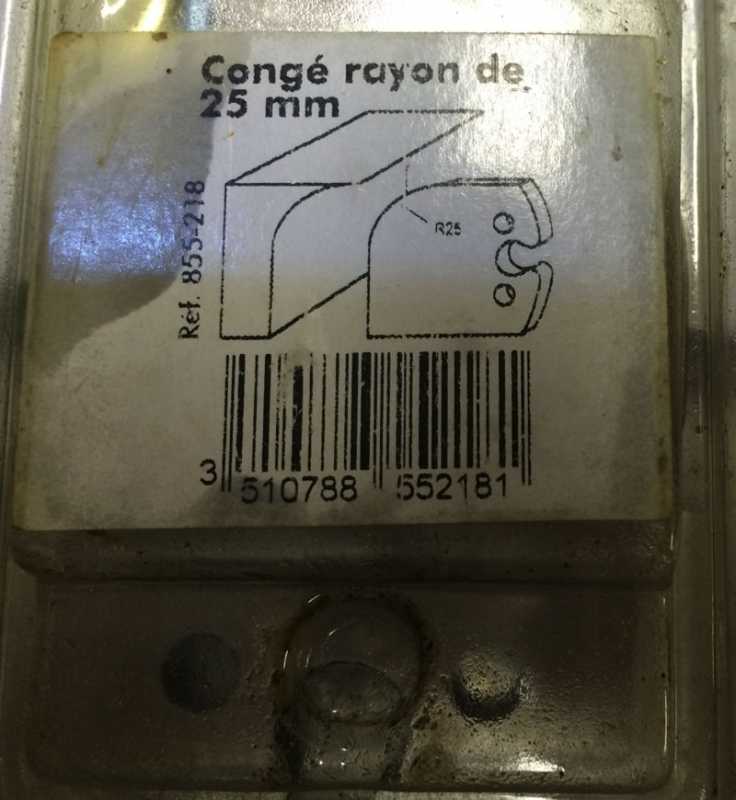 Congé rayon de
25 mm
Réf. 855-218
R25
3 510788 552181